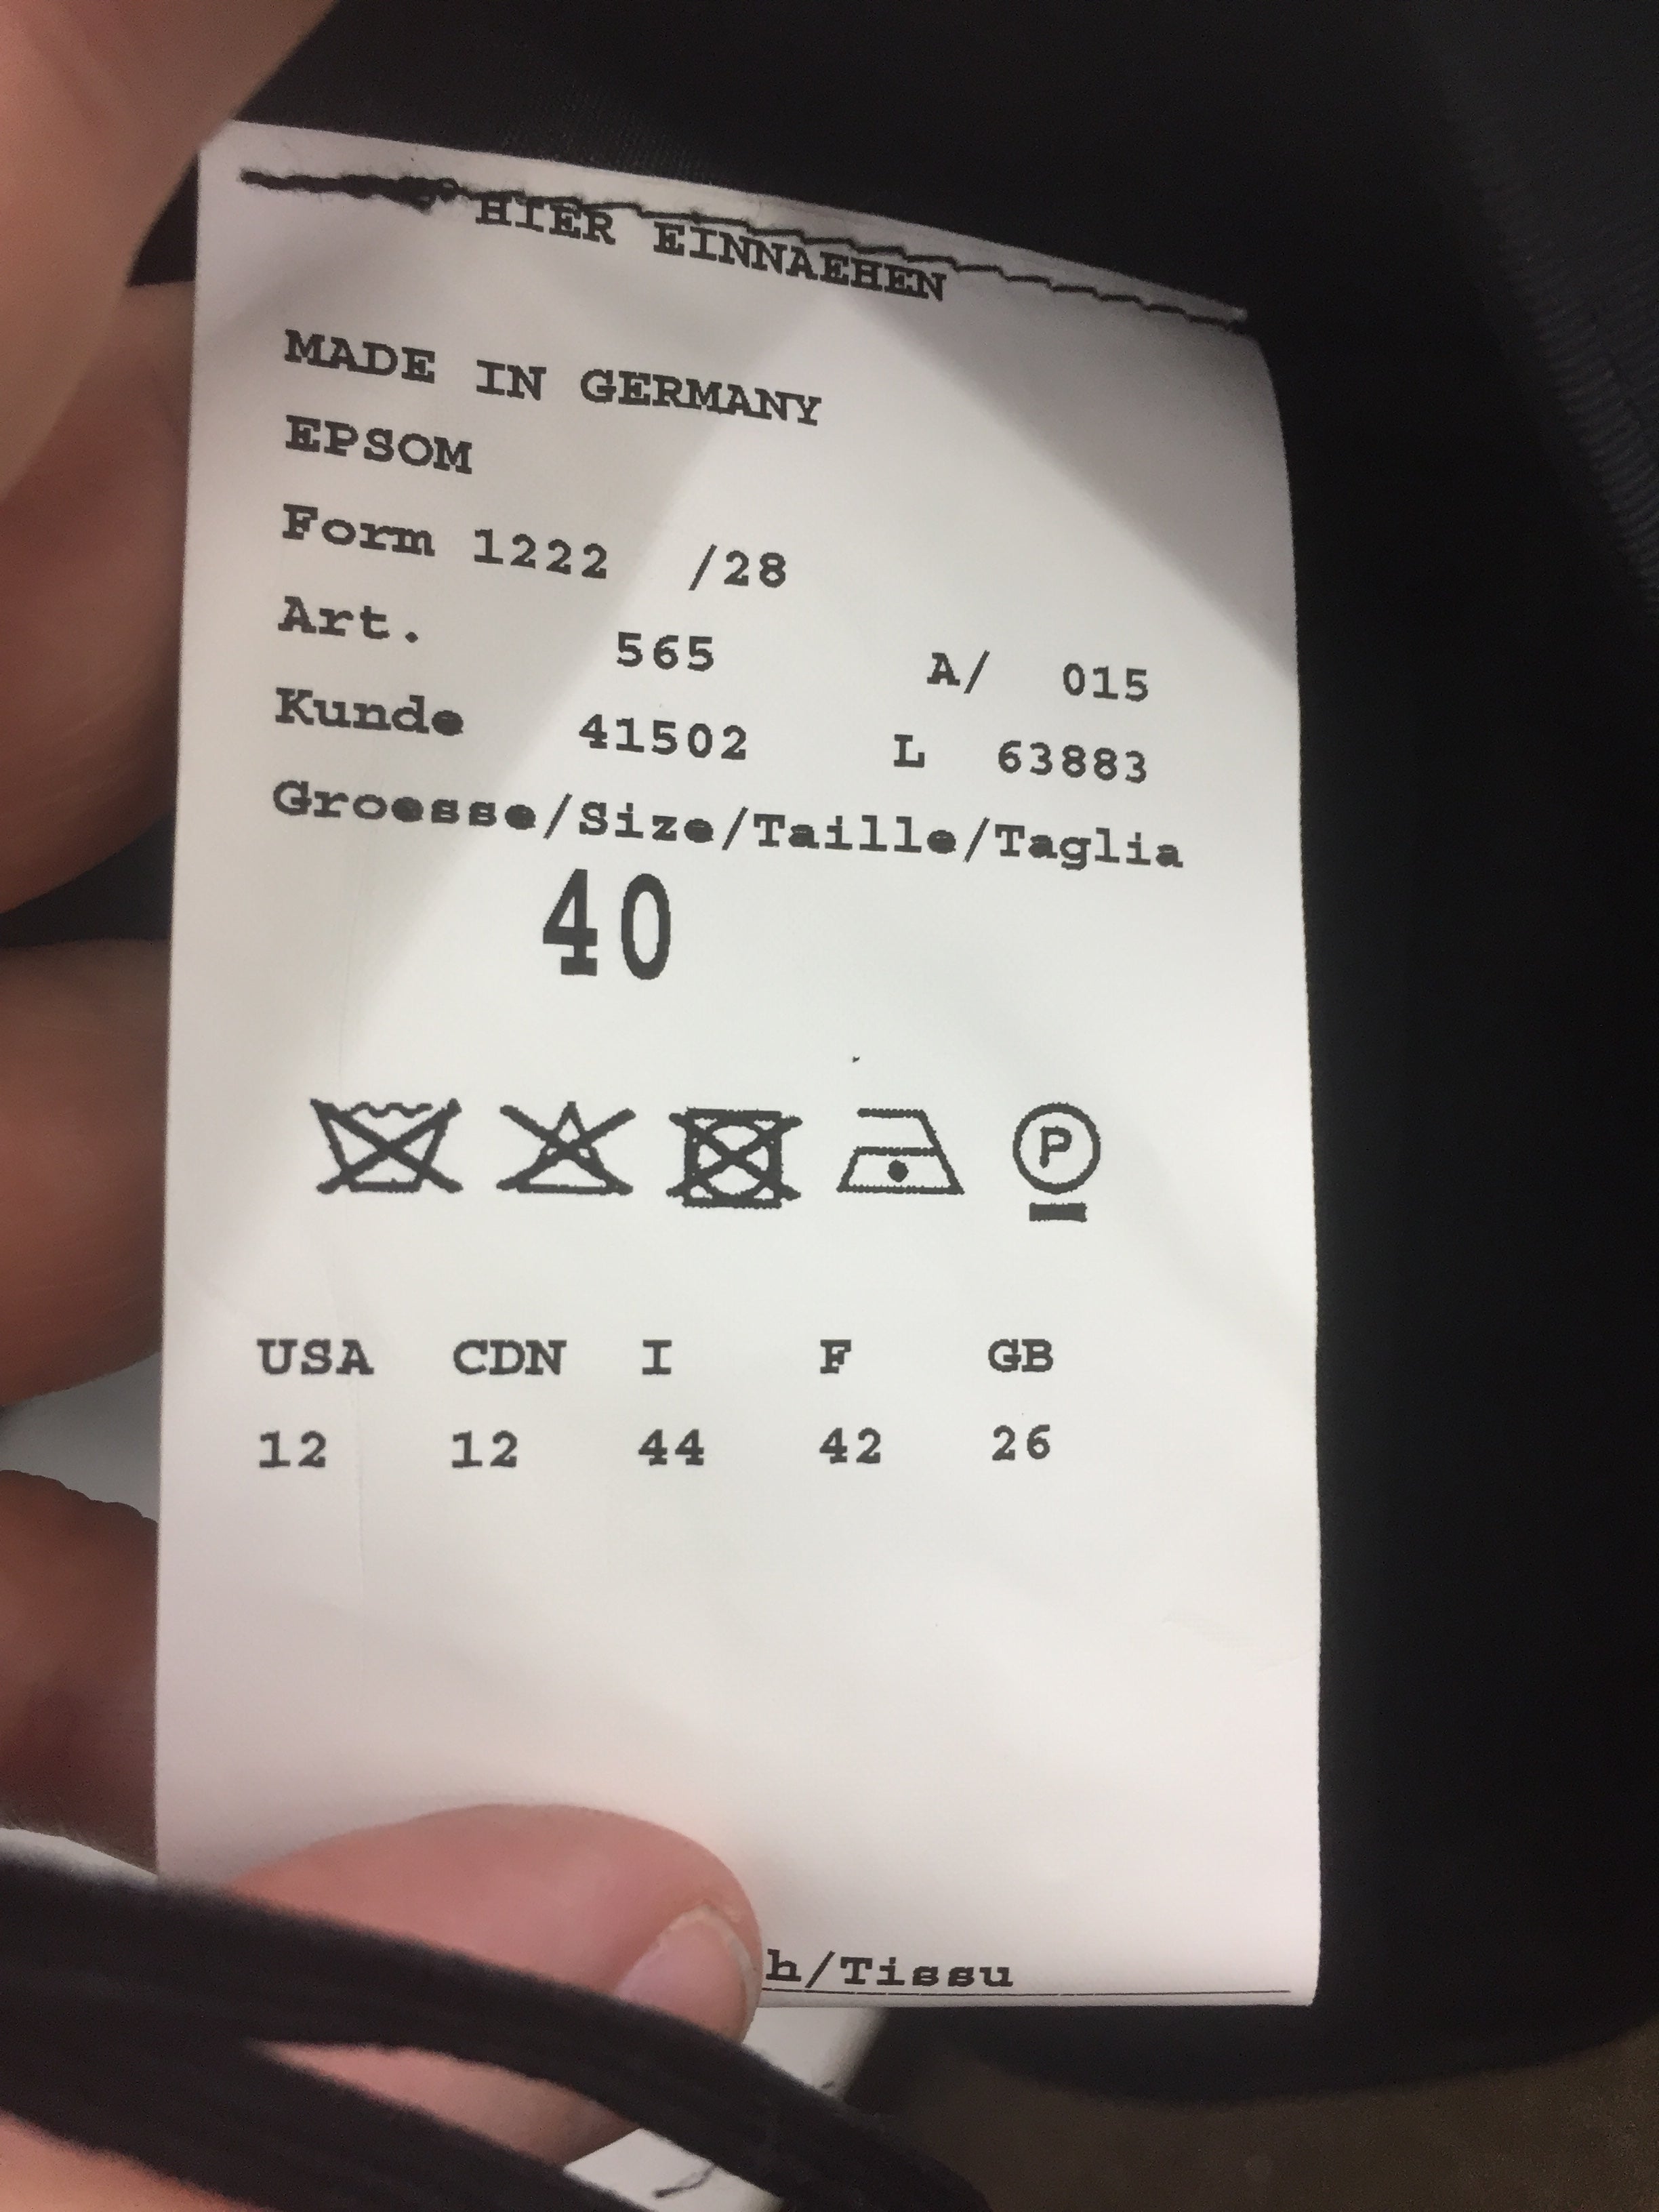 HIER EINNAEHEN
MADE IN GERMANY
EPSOM
Form 1222 /28
Art. 565 A/ 015
Kunde 41502 L 63883
Groesse/Size/Taille/Taglia
40
P
USA CDN I F GB
12 12 44 42 26
h/Tissu